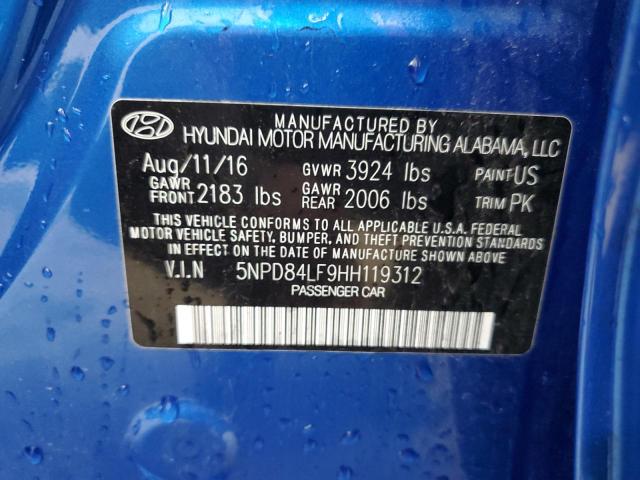 MANUFACTURED BY
HYUNDAI MOTOR MANUFACTURING ALABAMA, LLC
Aug/11/16 GVWR 3924 lbs PAINT US
GAWR FRONT 2183 lbs GAWR REAR 2006 lbs TRIM PK
THIS VEHICLE CONFORMS TO ALL APPLICABLE U.S.A. FEDERAL
MOTOR VEHICLE SAFETY, BUMPER, AND THEFT PREVENTION STANDARDS
IN EFFECT ON THE DATE OF MANUFACTURE SHOWN ABOVE.
V.I.N 5NPD84LF9HH119312
PASSENGER CAR